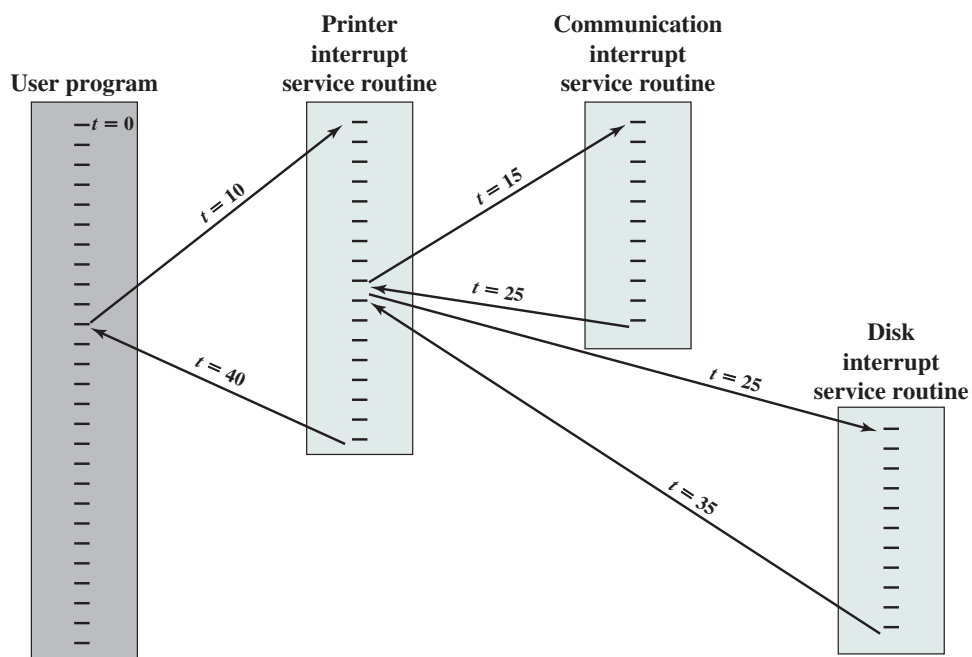 Printer
interrupt
service routine
Communication
interrupt
service routine
User program
t = 0
t = 10
t = 15
t = 25
t = 40
t = 25
Disk
interrupt
service routine
t = 35